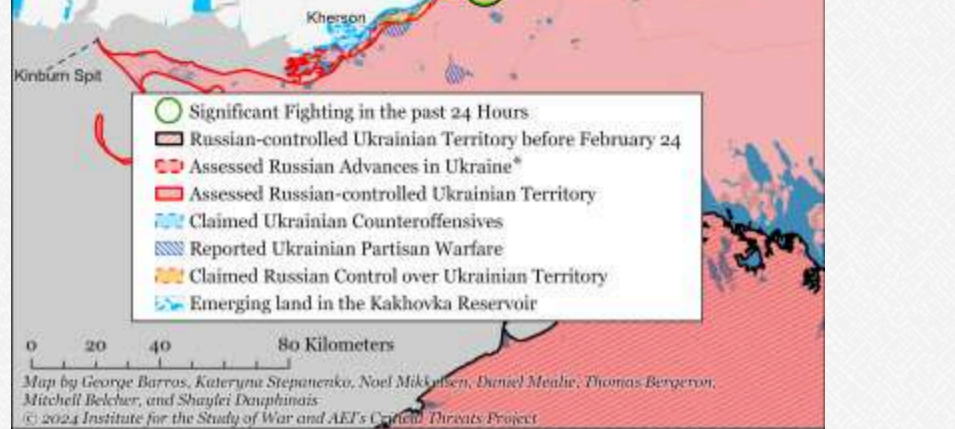 Kherson
Kinburn Spit
Significant Fighting in the past 24 Hours
Russian-controlled Ukrainian Territory before February 24
Assessed Russian Advances in Ukraine*
Assessed Russian-controlled Ukrainian Territory
Claimed Ukrainian Counteroffensives
Reported Ukrainian Partisan Warfare
Claimed Russian Control over Ukrainian Territory
Emerging land in the Kakhovka Reservoir
0 20 40 80 Kilometers
Map by George Barros, Kateryna Stepanenko, Noel Mikkelsen, Daniel Mealie, Thomas Bergeron,
Mitchell Belcher, and Shaylei Dauphinais
© 2024 Institute for the Study of War and AEI's Critical Threats Project